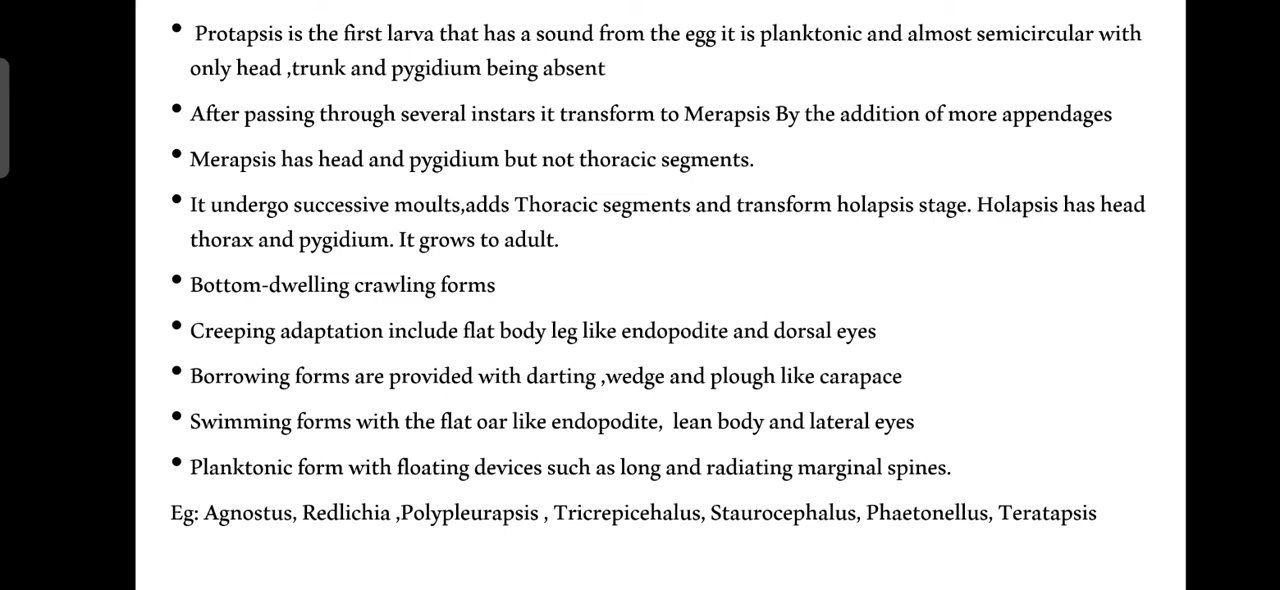 • Protapsis is the first larva that has a sound from the egg it is planktonic and almost semicircular with
only head ,trunk and pygidium being absent
• After passing through several instars it transform to Merapsis By the addition of more appendages
• Merapsis has head and pygidium but not thoracic segments.
• It undergo successive moults,adds Thoracic segments and transform holapsis stage. Holapsis has head
thorax and pygidium. It grows to adult.
• Bottom-dwelling crawling forms
• Creeping adaptation include flat body leg like endopodite and dorsal eyes
• Borrowing forms are provided with darting ,wedge and plough like carapace
• Swimming forms with the flat oar like endopodite, lean body and lateral eyes
• Planktonic form with floating devices such as long and radiating marginal spines.
Eg: Agnostus, Redlichia ,Polypleurapsis , Tricrepicehalus, Staurocephalus, Phaetonellus, Teratapsis